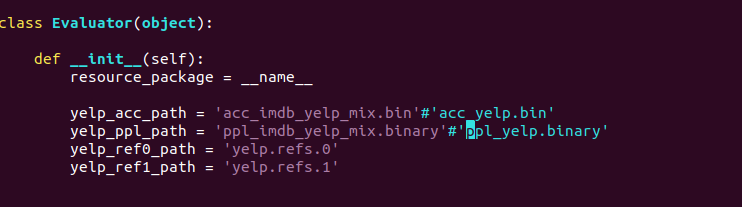 class Evaluator(object):
def __init__(self):
resource_package = __name__
yelp_acc_path = 'acc_imdb_yelp_mix.bin'#'acc_yelp.bin'
yelp_ppl_path = 'ppl_imdb_yelp_mix.binary'#'ppl_yelp.binary'
yelp_ref0_path = 'yelp.refs.0'
yelp_ref1_path = 'yelp.refs.1'